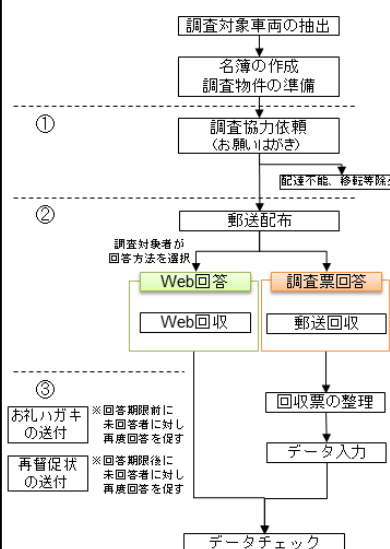 調査対象車両の抽出
名簿の作成
調査物件の準備
①
調査協力依頼
(お願いはがき)
配達不能、移転等除外
②
郵送配布
調査対象者が
回答方法を選択
Web回答
調査票回答
Web回収
郵送回収
③
回収票の整理
お礼ハガキ
の送付
※回答期限前に
未回答者に対し
再度回答を促す
データ入力
再督促状
の送付
※回答期限後に
未回答者に対し
再度回答を促す
データチェック